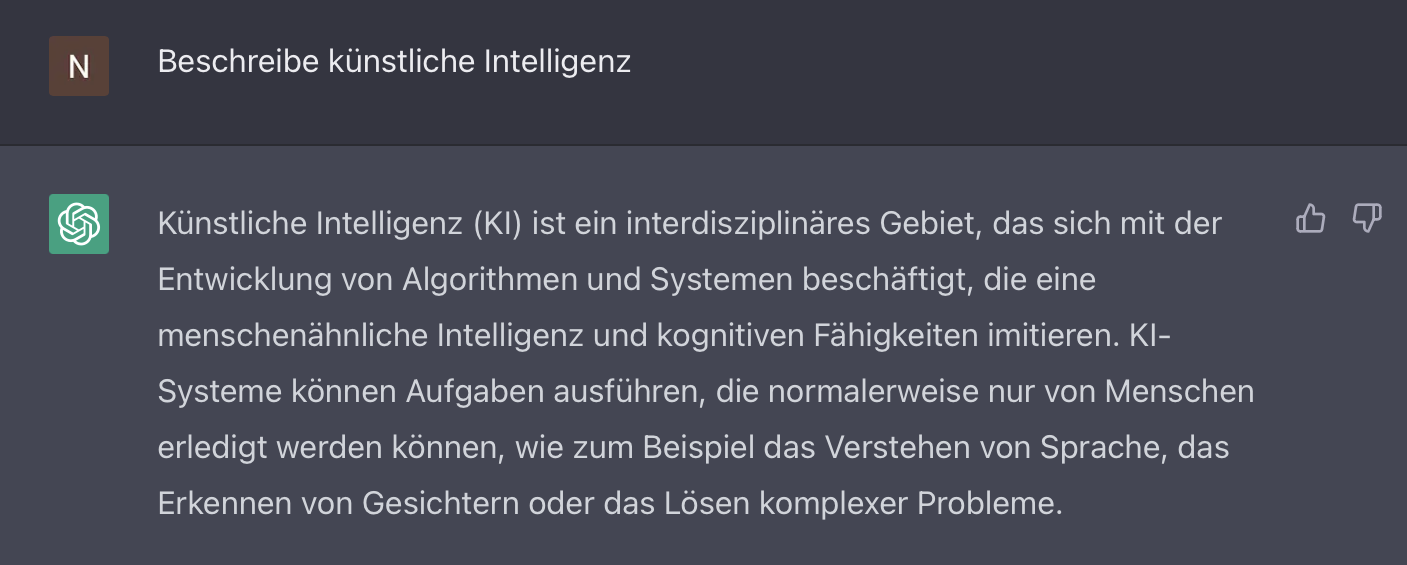 N
Beschreibe künstliche Intelligenz
Künstliche Intelligenz (KI) ist ein interdisziplinäres Gebiet, das sich mit der
Entwicklung von Algorithmen und Systemen beschäftigt, die eine
menschenähnliche Intelligenz und kognitiven Fähigkeiten imitieren. KI-
Systeme können Aufgaben ausführen, die normalerweise nur von Menschen
erledigt werden können, wie zum Beispiel das Verstehen von Sprache, das
Erkennen von Gesichtern oder das Lösen komplexer Probleme.